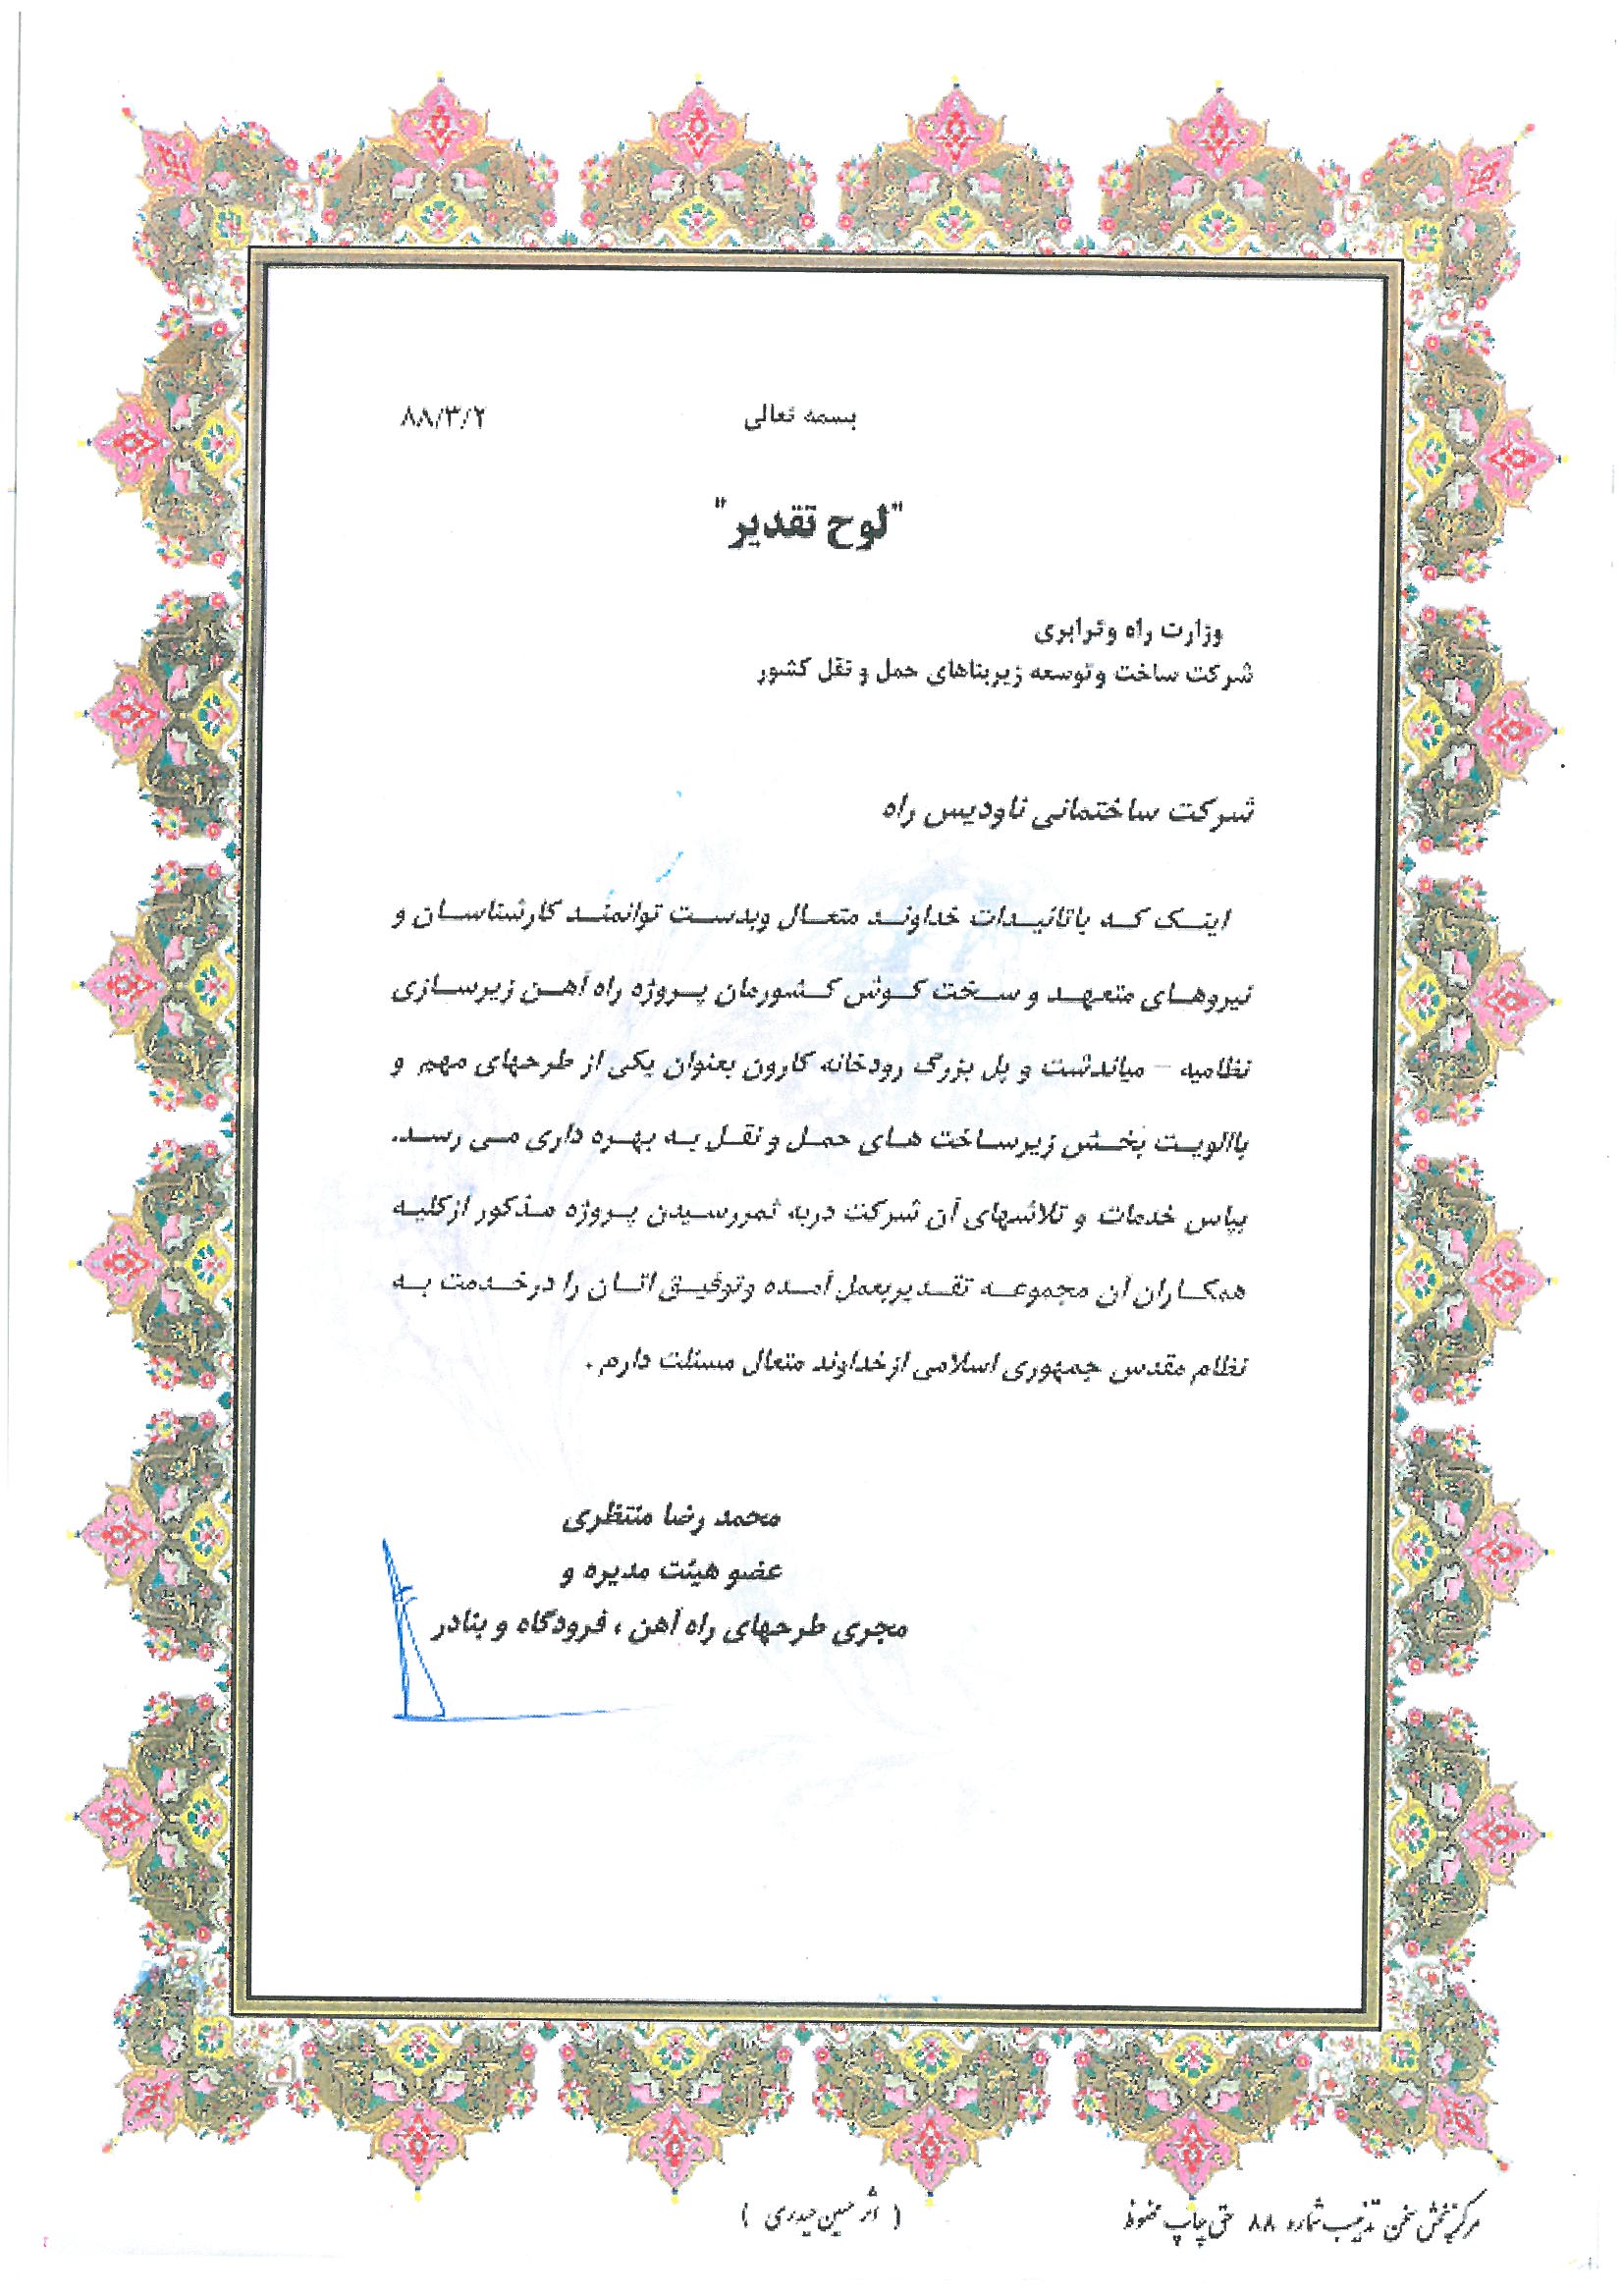 بسمه تعالی
۸۸/۳/۲
"لوح تقدیر"
وزارت راه وترابری
شرکت ساخت وتوسعه زیربناهای حمل و نقل کشور
شرکت ساختمانی ناودیس راه
اینک که باتائیدات خداوند متعال وبدست توانمند کارشناسان و
نیروهای متعهد و سخت کوش کشورمان پروژه راه آهن زیرسازی
نظامیه – میاندشت و پل بزرگ رودخانه کارون بعنوان یکی از طرحهای مهم و
باالویت بخش زیرساخت های حمل و نقل به بهره داری می رسد.
بپاس خدمات و تلاشهای آن شرکت دربه ثمررسیدن پروژه مذکور ازکلیه
همکاران آن مجموعه تقدیربعمل آمده وتوفیق اتان را درخدمت به
نظام مقدس جمهوری اسلامی ازخداوند متعال مسئلت دارم .
محمد رضا منتظری
عضو هیئت مدیره و
مجری طرحهای راه آهن ، فرودگاه و بنادر
مرکز پخش تذهیب شماره ۸۸ حق چاپ محفوظ
( اثر حسین حیدری )